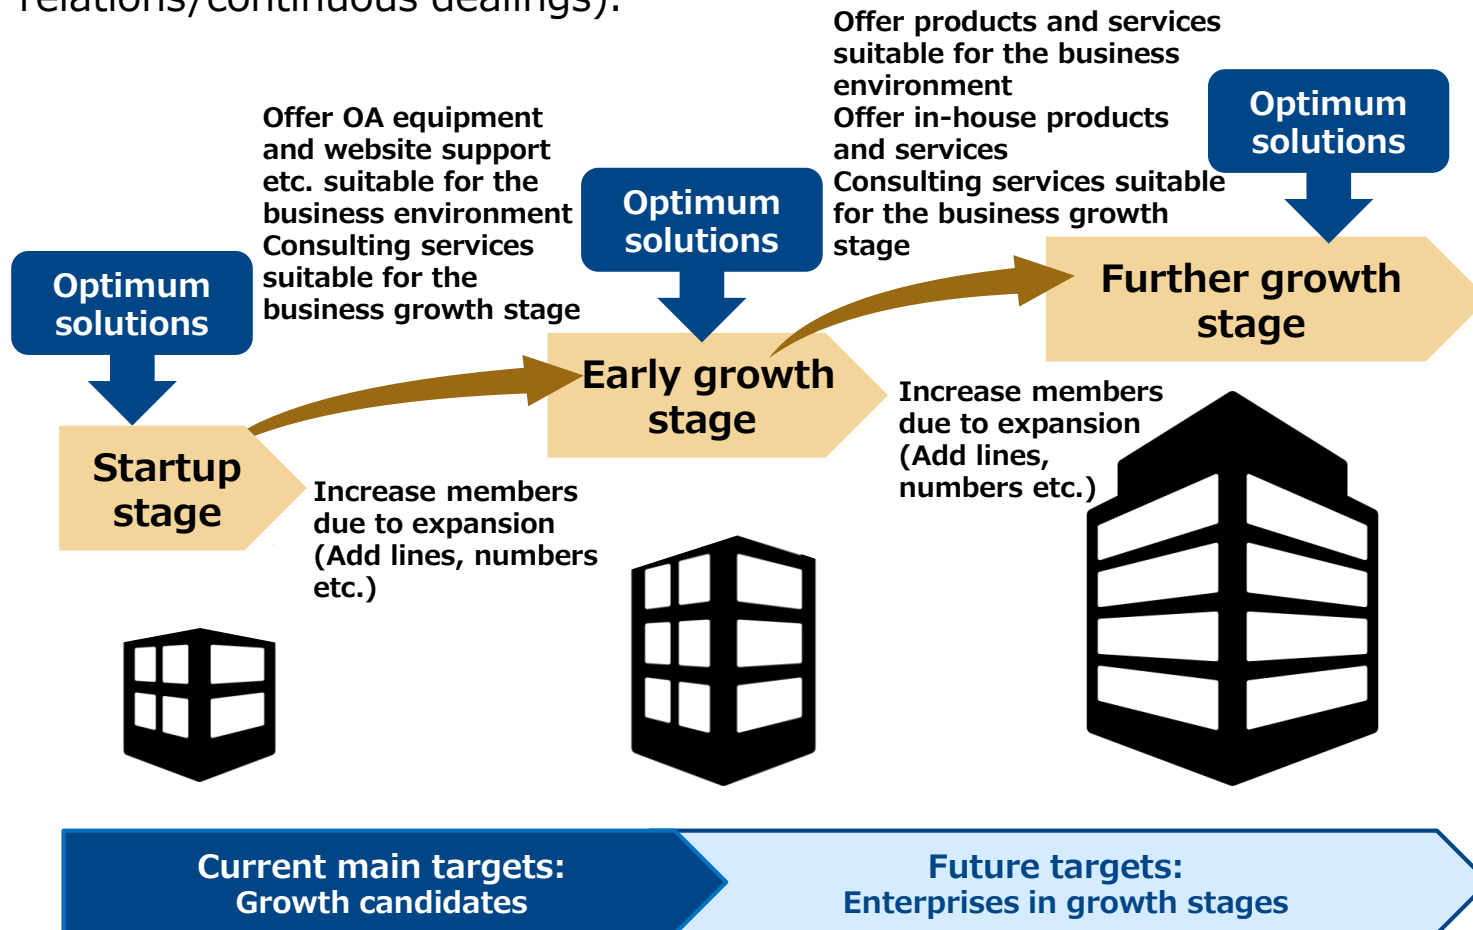 relations/continuous dealings).
Offer products and services
suitable for the business
environment
Offer in-house products
and services
Consulting services suitable
for the business growth
stage
Optimum
solutions
Offer OA equipment
and website support
etc. suitable for the
business environment
Consulting services
suitable for the
business growth stage
Optimum
solutions
Optimum
solutions
Further growth
stage
Early growth
stage
Increase members
due to expansion
(Add lines,
numbers etc.)
Startup
stage
Increase members
due to expansion
(Add lines, numbers
etc.)
Current main targets:
Growth candidates
Future targets:
Enterprises in growth stages